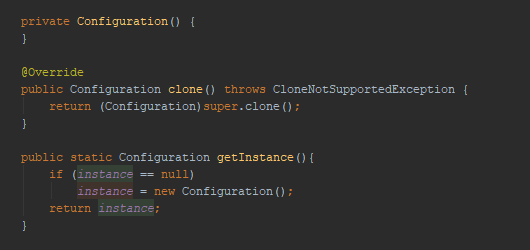 private Configuration() {
}
@Override
public Configuration clone() throws CloneNotSupportedException {
return (Configuration)super.clone();
}
public static Configuration getInstance(){
if (instance == null)
instance = new Configuration();
return instance;
}